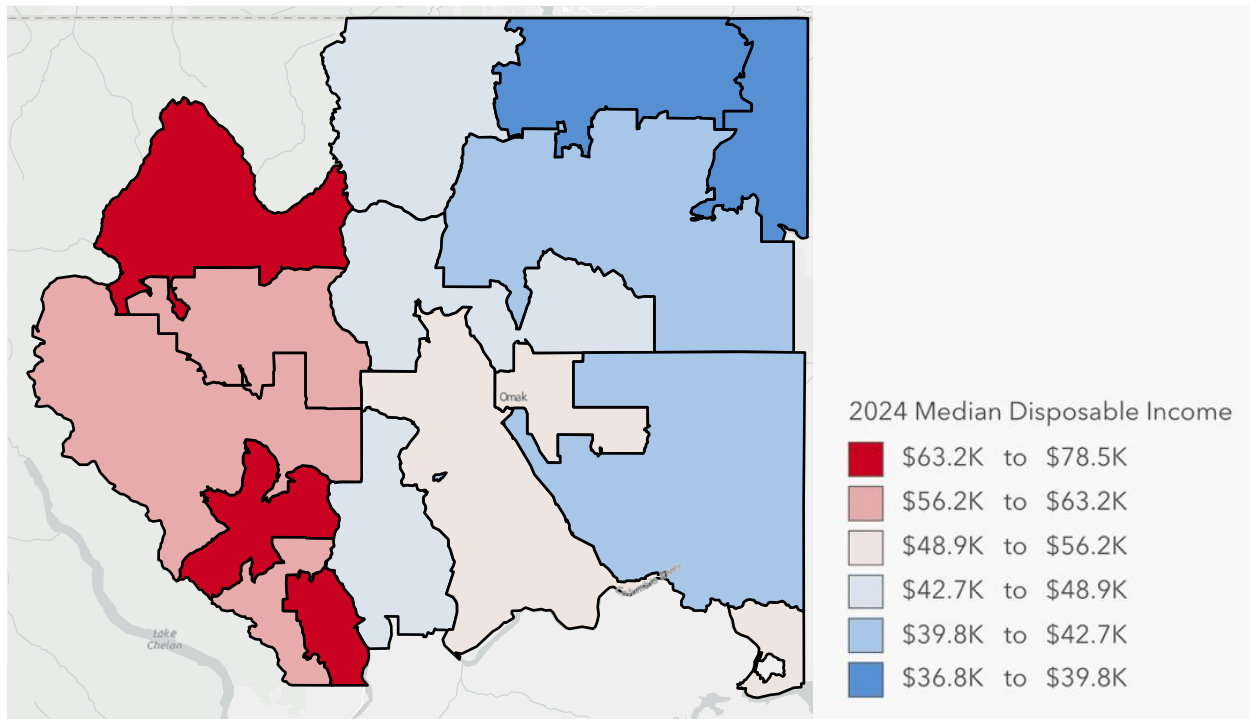 Omak
Lake
Chelan
2024 Median Disposable Income
$63.2K to $78.5K
$56.2K to $63.2K
$48.9K to $56.2K
$42.7K to $48.9K
$39.8K to $42.7K
$36.8K to $39.8K